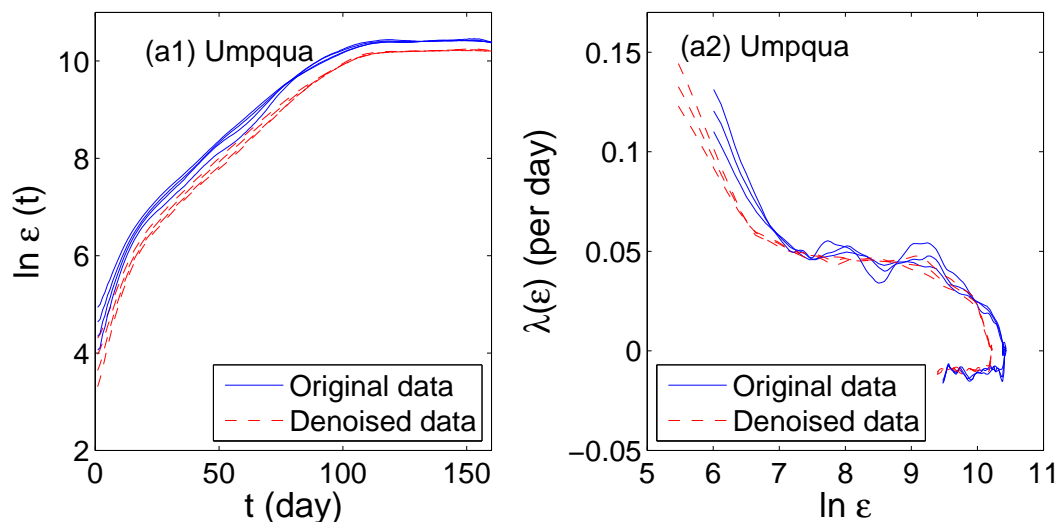 (a1) Umpqua
ln ε (t)
10
8
6
4
2
Original data
Denoised data
0
50
100
150
t (day)
(a2) Umpqua
λ(ε) (per day)
0.15
0.1
0.05
0
−0.05
Original data
Denoised data
5
6
7
8
9
10
11
ln ε